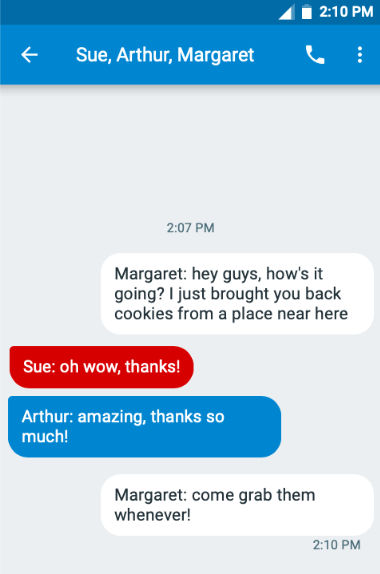 2:10 PM
Sue, Arthur, Margaret
2:07 PM
Margaret: hey guys, how's it
going? I just brought you back
cookies from a place near here
Sue: oh wow, thanks!
Arthur: amazing, thanks so
much!
Margaret: come grab them
whenever!
2:10 PM